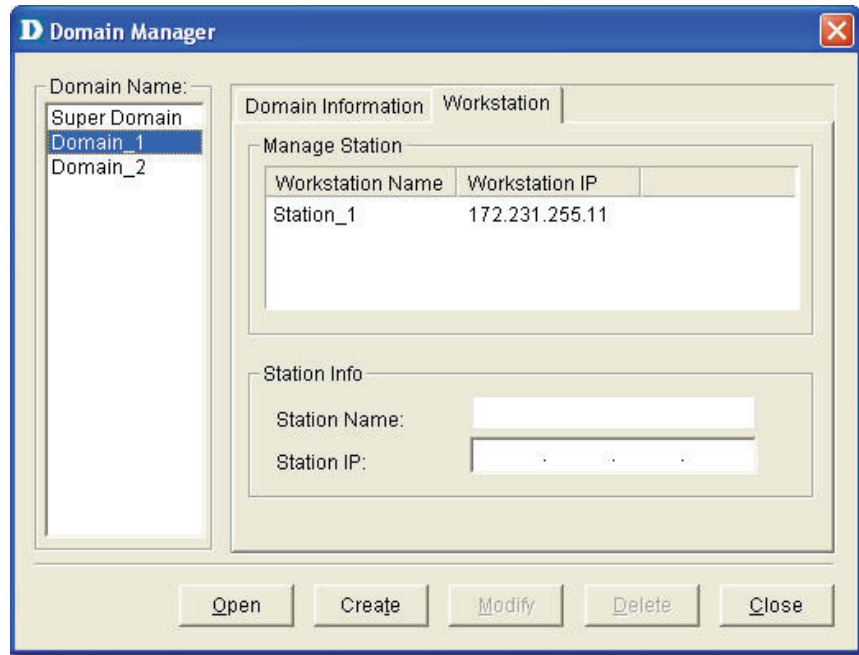 D Domain Manager
Domain Name:
Super Domain
Domain_1
Domain_2
Domain Information Workstation
Manage Station
Workstation Name Workstation IP
Station_1 172.231.255.11
Station Info
Station Name:
Station IP: . . .
Open Create Modify Delete Close